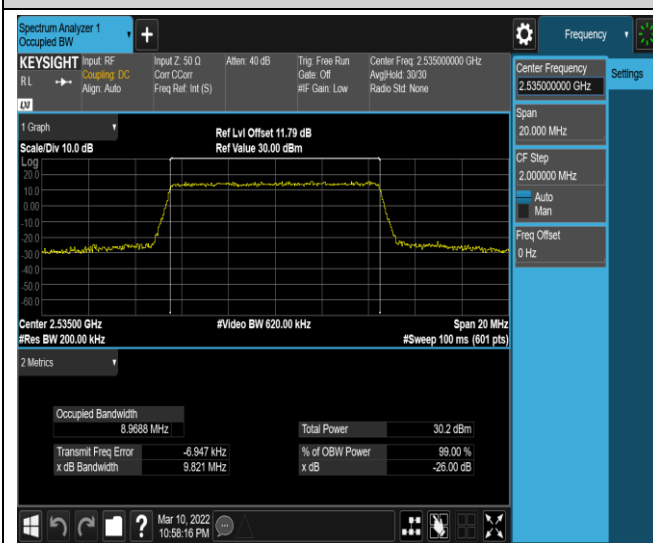 Spectrum Analyzer 1
Occupied BW
Frequency
KEYSIGHT
RL
LXI
Input: RF
Coupling: DC
Align: Auto
Input Z: 50 Ω
Corr CCorr
Freq Ref: Int (S)
Atten: 40 dB
Trig: Free Run
Gate: Off
#IF Gain: Low
Center Freq: 2.535000000 GHz
Avg|Hold: 30/30
Radio Std: None
Center Frequency
2.535000000 GHz
Settings
Span
20.000 MHz
CF Step
2.000000 MHz
Auto
Man
Freq Offset
0 Hz
1 Graph
Scale/Div 10.0 dB
Ref Lvl Offset 11.79 dB
Ref Value 30.00 dBm
Log
20.0
10.0
0.00
-10.0
-20.0
-30.0
-40.0
-50.0
-60.0
Center 2.53500 GHz
#Video BW 620.00 kHz
Span 20 MHz
#Res BW 200.00 kHz
#Sweep 100 ms (601 pts)
2 Metrics
Occupied Bandwidth
8.9688 MHz
Total Power 30.2 dBm
Transmit Freq Error -6.947 kHz
% of OBW Power 99.00 %
x dB Bandwidth 9.821 MHz
x dB -26.00 dB
?
Mar 10, 2022
10:58:16 PM